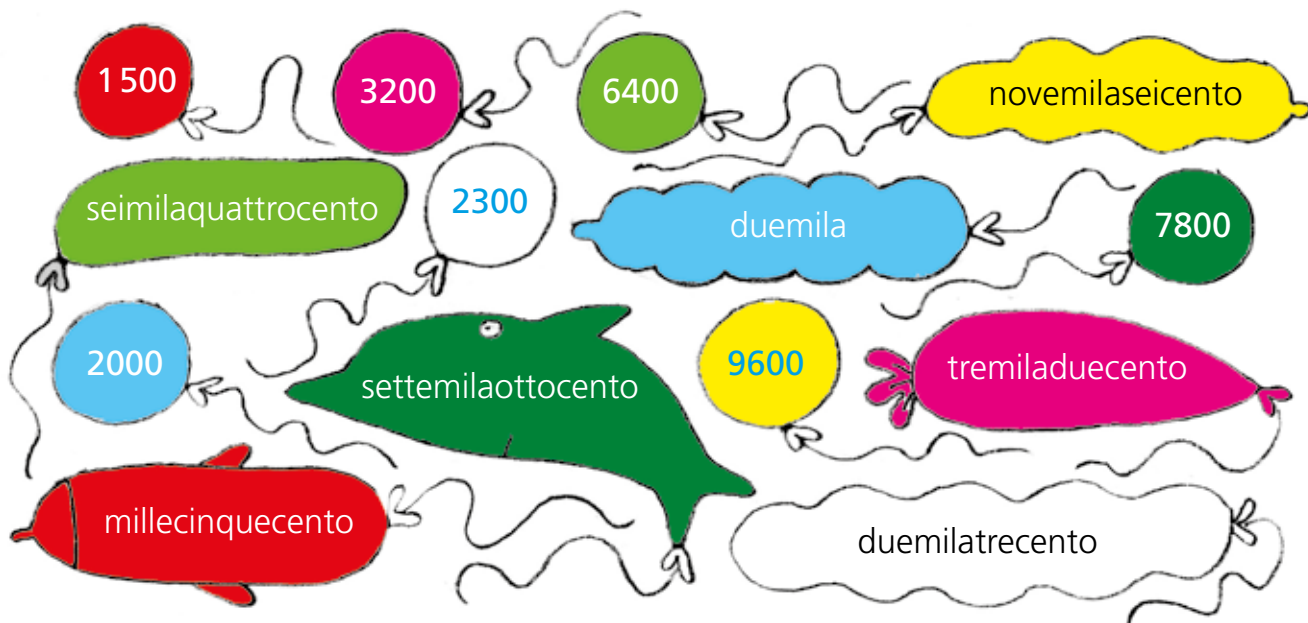 1500
3200
6400
novemilaseicento
seimilaquattrocento
2300
duemila
7800
2000
settemilaottocento
9600
tremiladuecento
millecinquecento
duemilatrecento